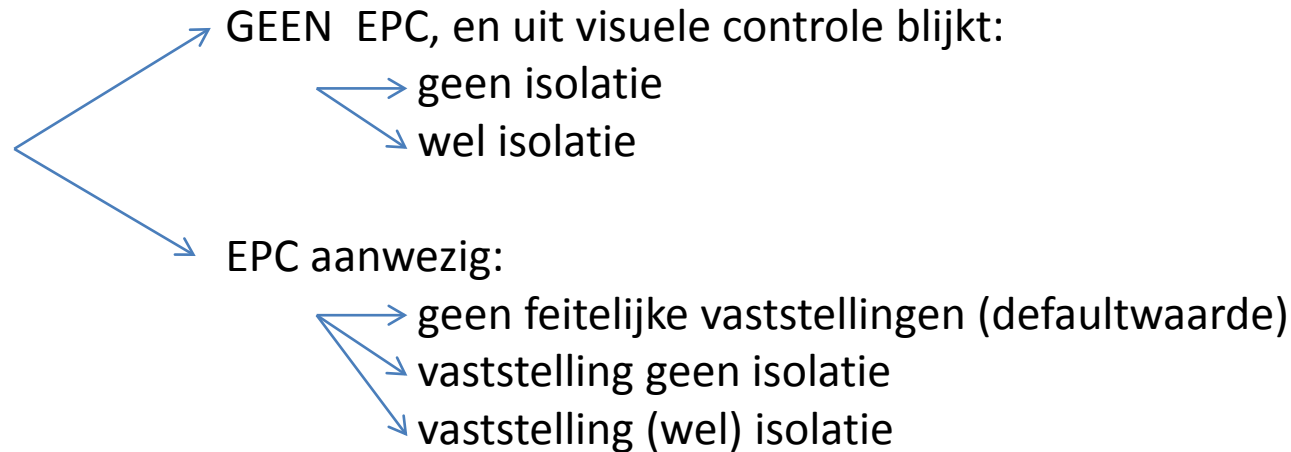 GEEN EPC, en uit visuele controle blijkt:
geen isolatie
wel isolatie
EPC aanwezig:
geen feitelijke vaststellingen (defaultwaarde)
vaststelling geen isolatie
vaststelling (wel) isolatie